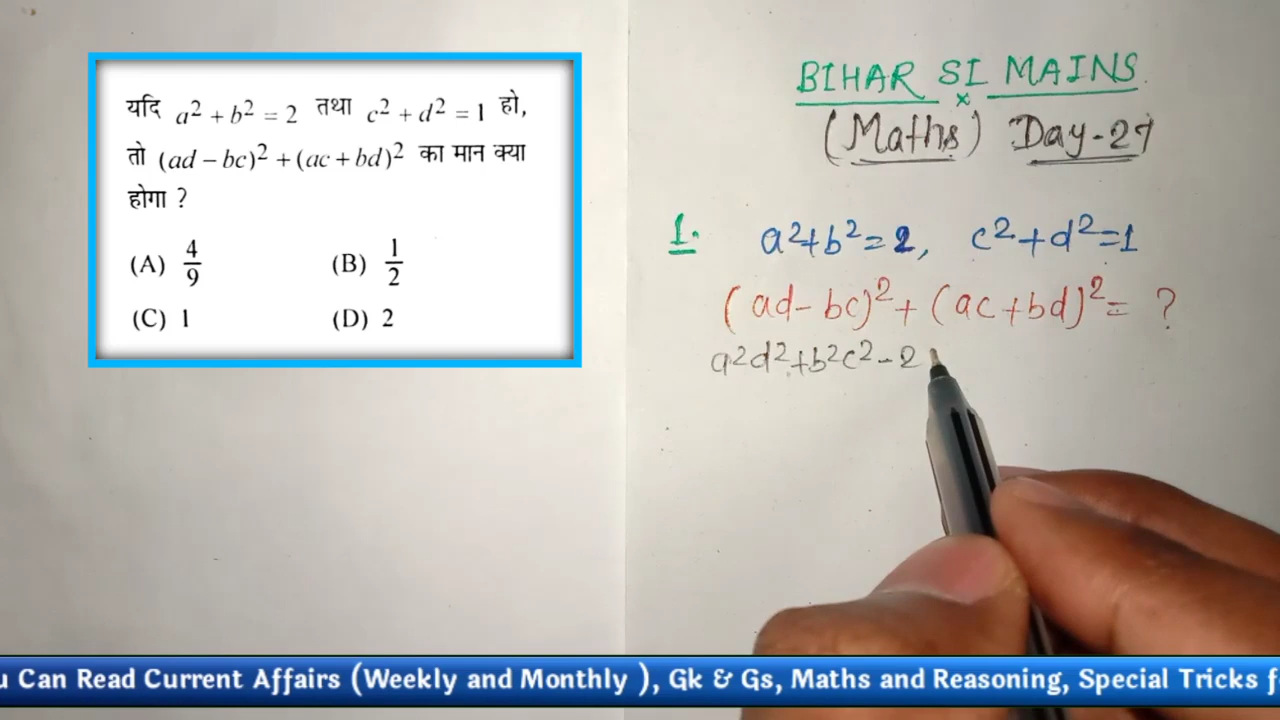 यदि a² + b² = 2 तथा c² + d² = 1 हो,
तो (ad − bc)² + (ac + bd)² का मान क्या
होगा ?
(A) 4/9 (B) 1/2
(C) 1 (D) 2
BIHAR SI MAINS
(Maths) Day-27
1. a²+b²=2, c²+d²=1
(ad-bc)²+(ac+bd)²= ?
a²d²+b²c²-2
u Can Read Current Affairs (Weekly and Monthly ), Gk & Gs, Maths and Reasoning, Special Tricks f